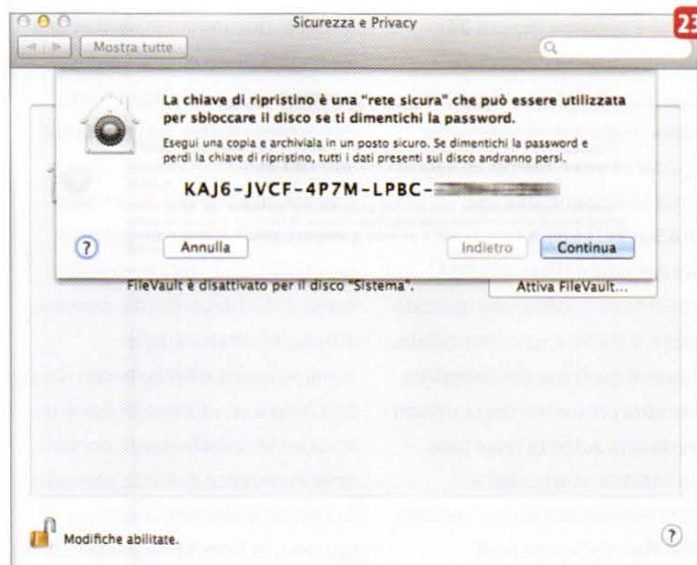 Sicurezza e Privacy
23
Mostra tutte
La chiave di ripristino è una "rete sicura" che può essere utilizzata
per sbloccare il disco se ti dimentichi la password.
Esegui una copia e archiviala in un posto sicuro. Se dimentichi la password e
perdi la chiave di ripristino, tutti i dati presenti sul disco andranno persi.
KAJ6-JVCF-4P7M-LPBC-
?
Annulla
Indietro
Continua
FileVault è disattivato per il disco "Sistema".
Attiva FileVault...
Modifiche abilitate.
?